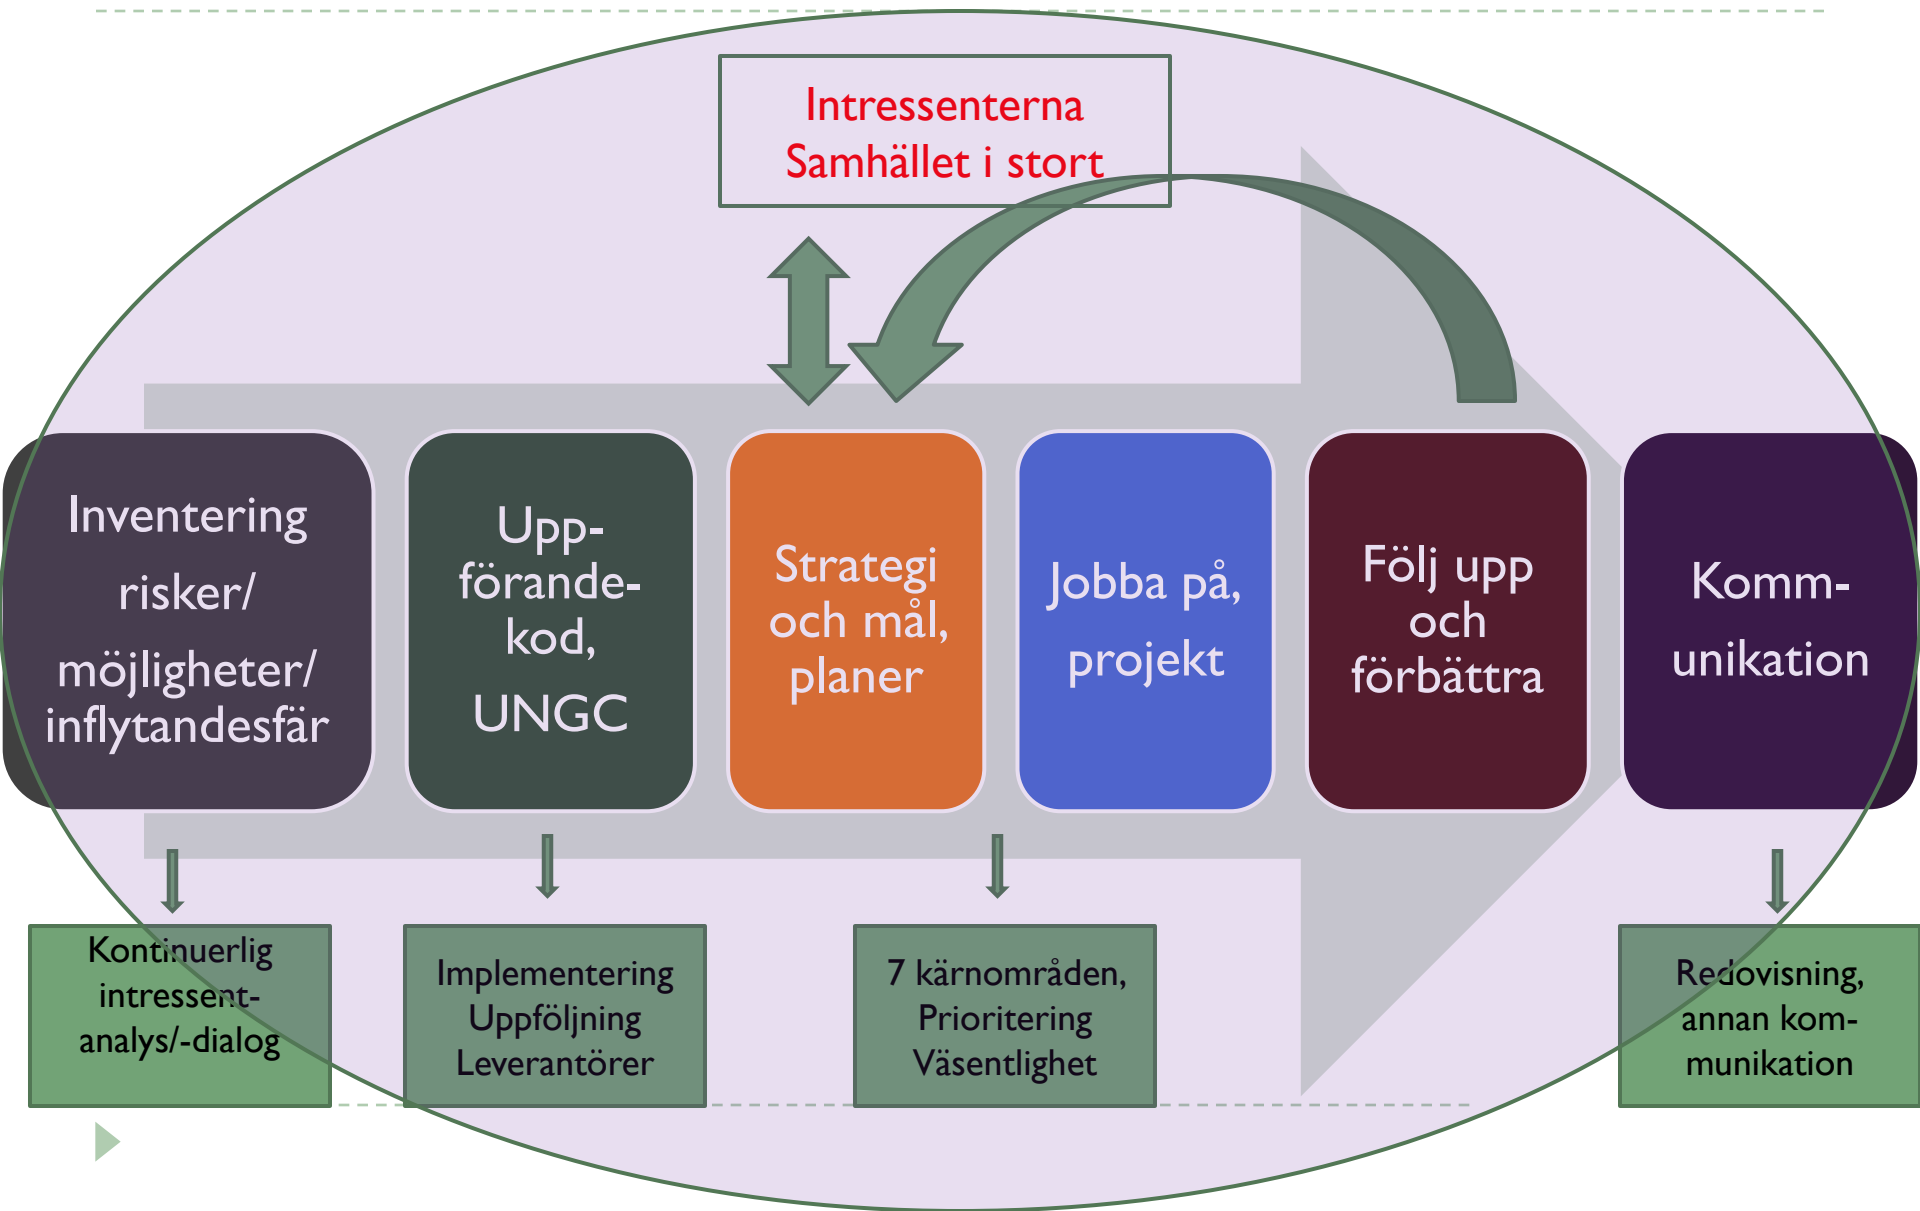 Intressenterna
Samhället i stort
Inventering
risker/
möjligheter/
inflytandesfär
Upp-
förande-
kod,
UNGC
Strategi
och mål,
planer
Jobba på,
projekt
Följ upp
och
förbättra
Komm-
unikation
Kontinuerlig
intressent-
analys/-dialog
Implementering
Uppföljning
Leverantörer
7 kärnområden,
Prioritering
Väsentlighet
Redovisning,
annan kom-
munikation